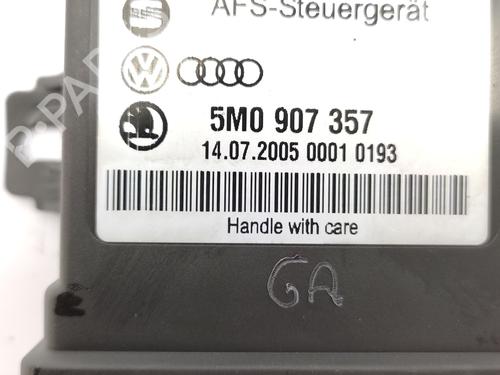 AFS-Steuergerät
5M0 907 357
14.07.2005 0001 0193
Handle with care
GA